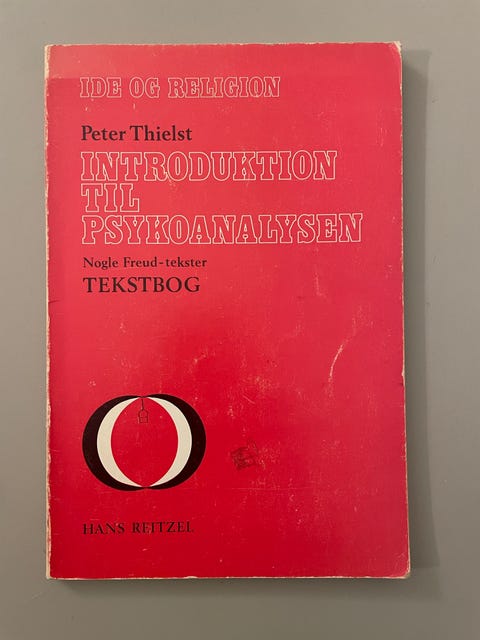 IDE OG RELIGION
Peter Thielst
INTRODUKTION
TIL
PSYKOANALYSEN
Nogle Freud-tekster
TEKSTBOG
HANS REITZEL